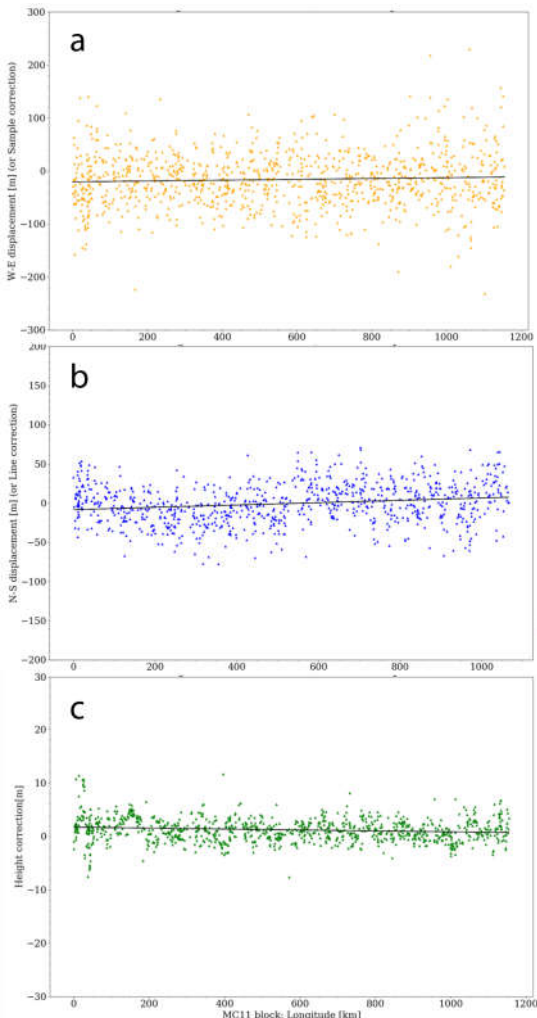 a
300
200
100
0
−100
−200
−300
W-E displacement [m] (or Sample correction)
0 200 400 600 800 1000 1200
b
200
150
100
50
0
−50
−100
−150
−200
N-S displacement [m] (or Line correction)
0 200 400 600 800 1000
c
30
20
10
0
−10
−20
−30
Height correction[m]
0 200 400 600 800 1000 1200
MC11 block: Longitude [km]